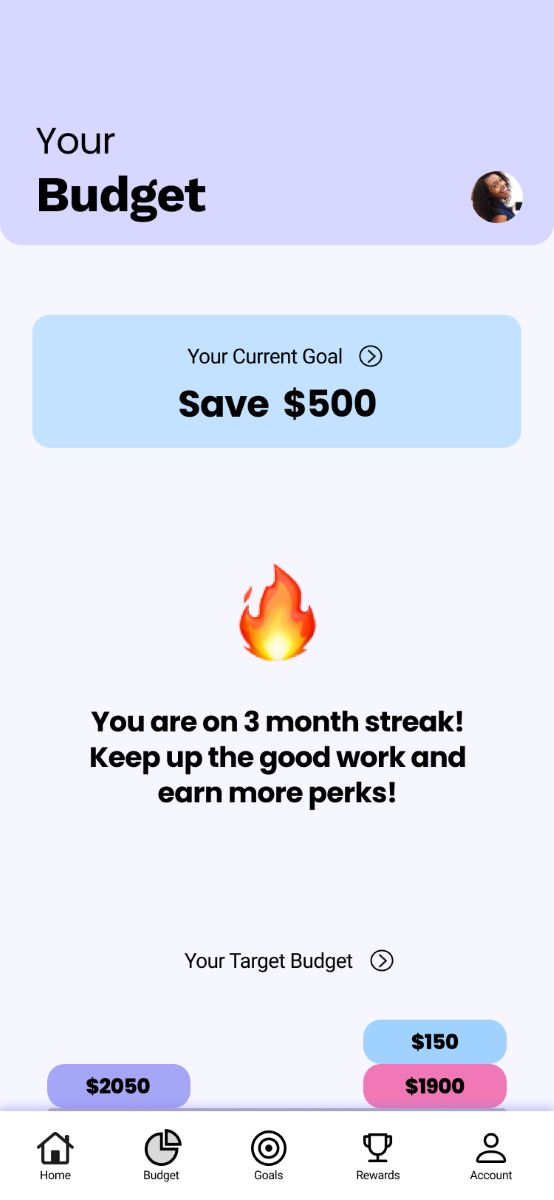 Your
Budget
Your Current Goal
Save $500
You are on 3 month streak!
Keep up the good work and
earn more perks!
Your Target Budget
$150
$2050
$1900
Home
Budget
Goals
Rewards
Account